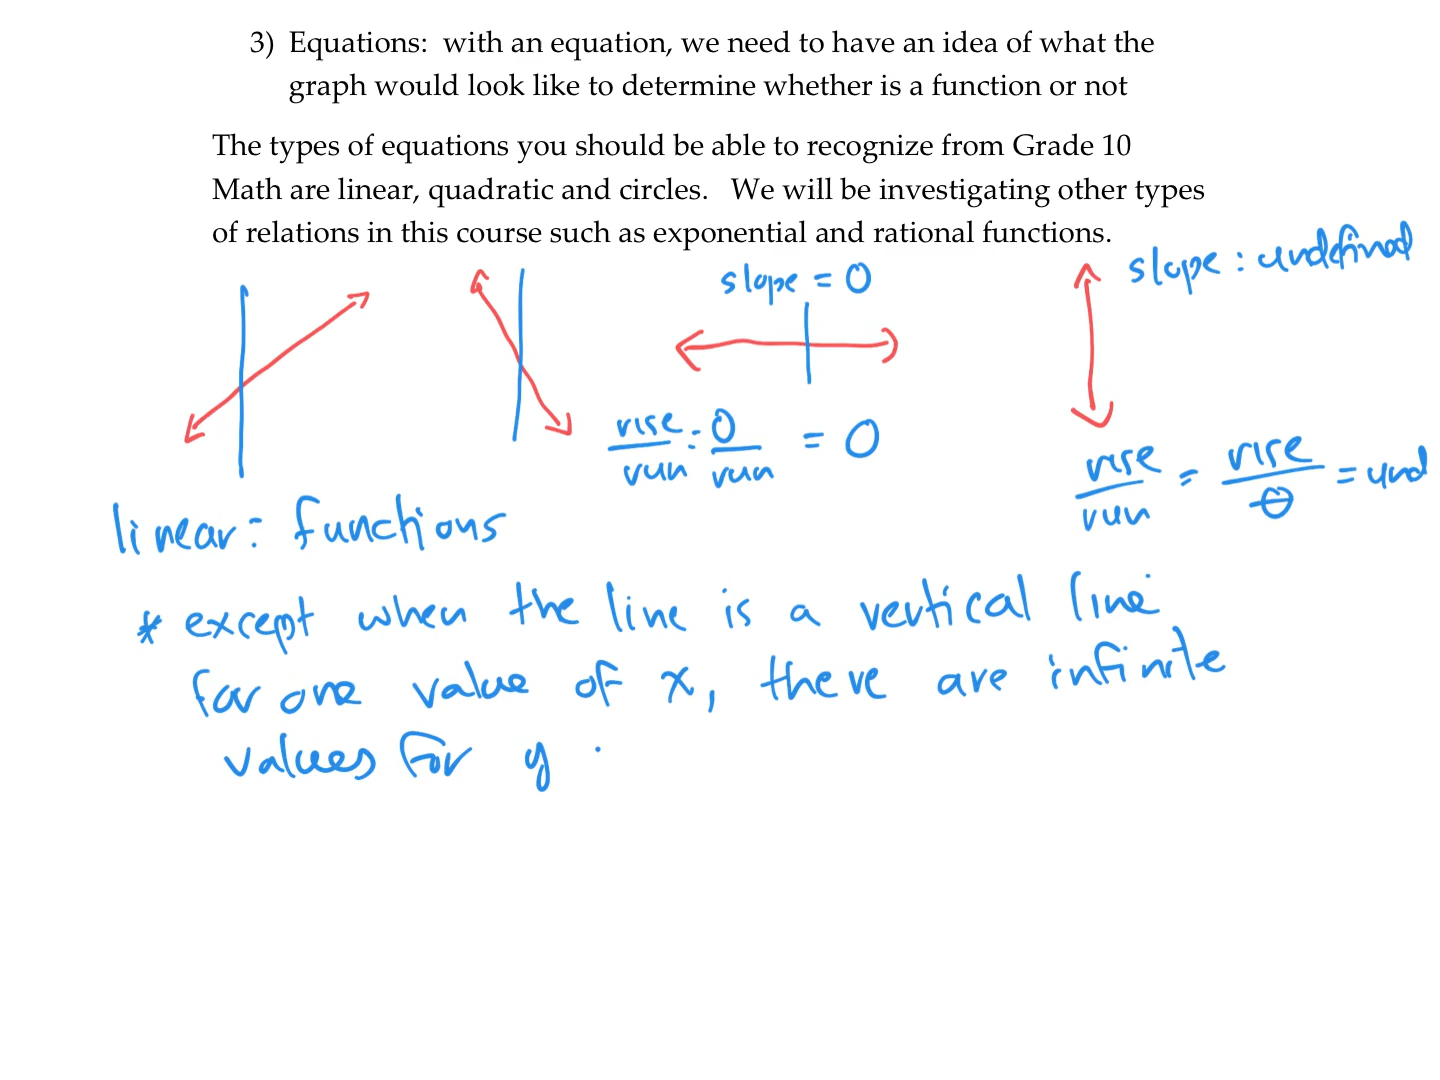 3) Equations: with an equation, we need to have an idea of what the
graph would look like to determine whether is a function or not
The types of equations you should be able to recognize from Grade 10
Math are linear, quadratic and circles. We will be investigating other types
of relations in this course such as exponential and rational functions.
slope = 0
slope : undefined
rise/run = 0/run = 0
rise/run = rise/0 = und
linear: functions
* except when the line is a vertical line
for one value of x, there are infinite
values for y.